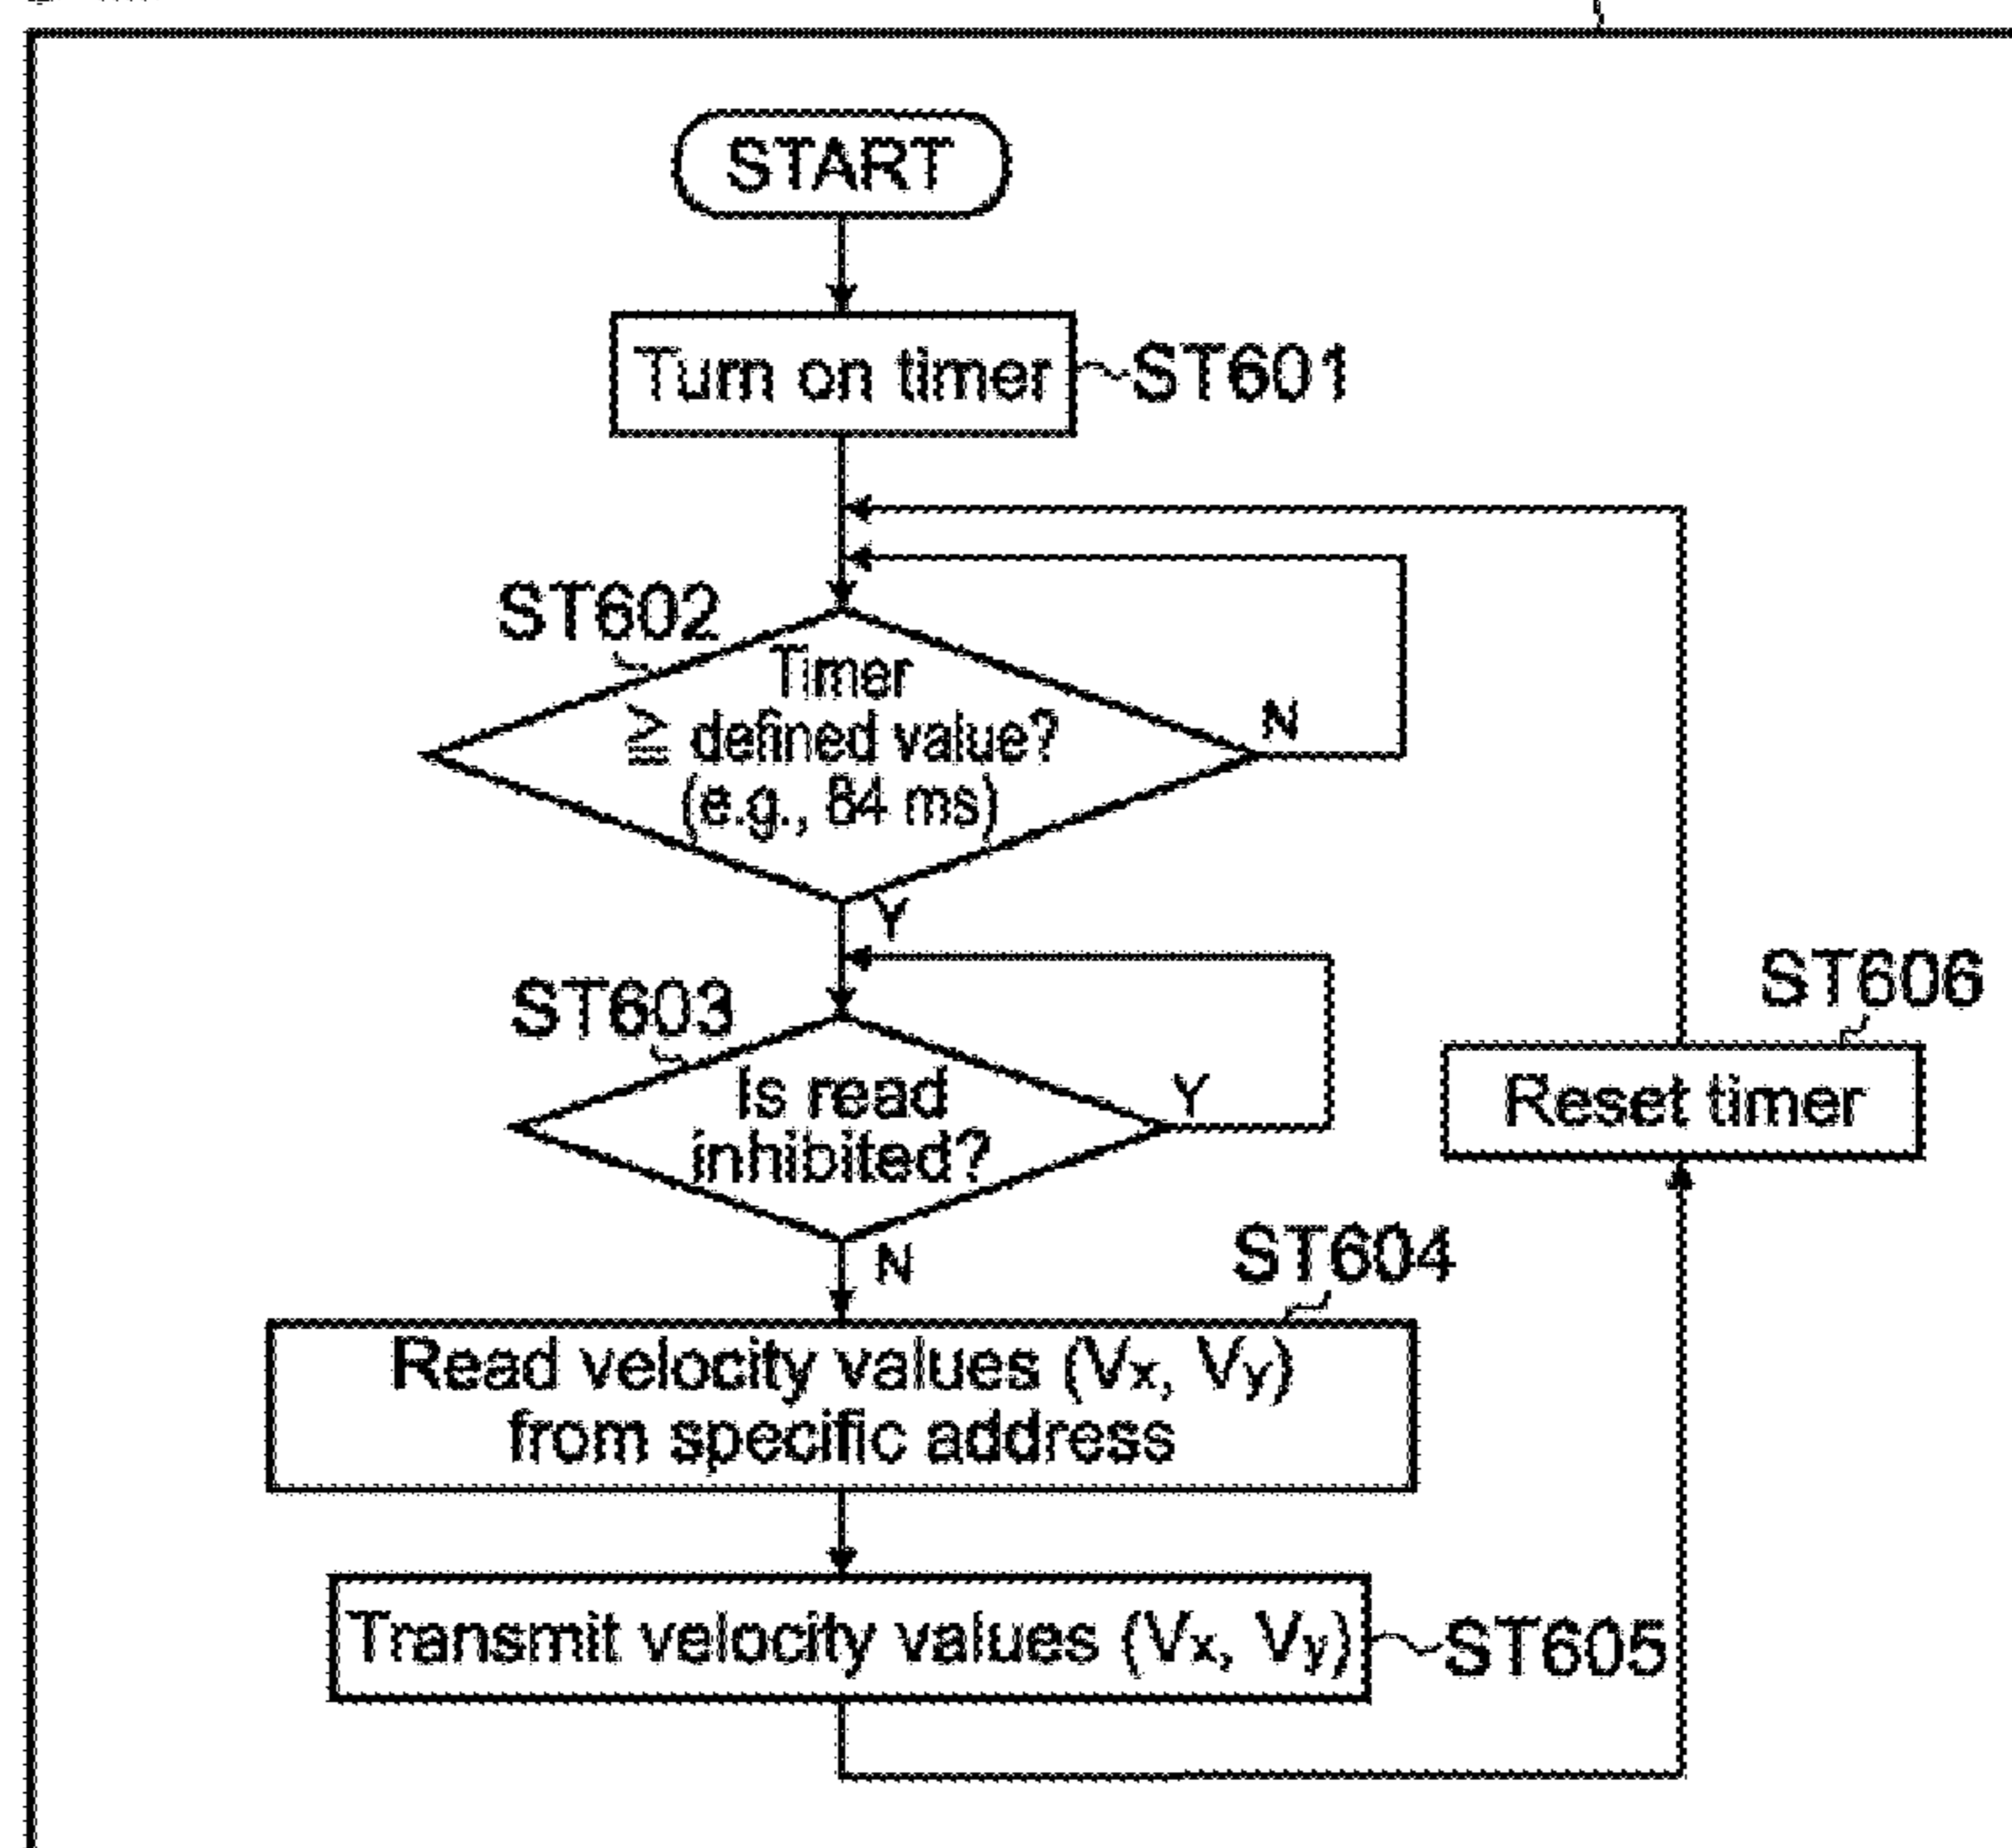 START
Turn on timer
ST601
ST602
Timer
≧ defined value?
(e.g., 84 ms)
N
Y
ST603
Is read
inhibited?
Y
N
ST606
Reset timer
ST604
Read velocity values (Vx, Vy)
from specific address
Transmit velocity values (Vx, Vy)
ST605